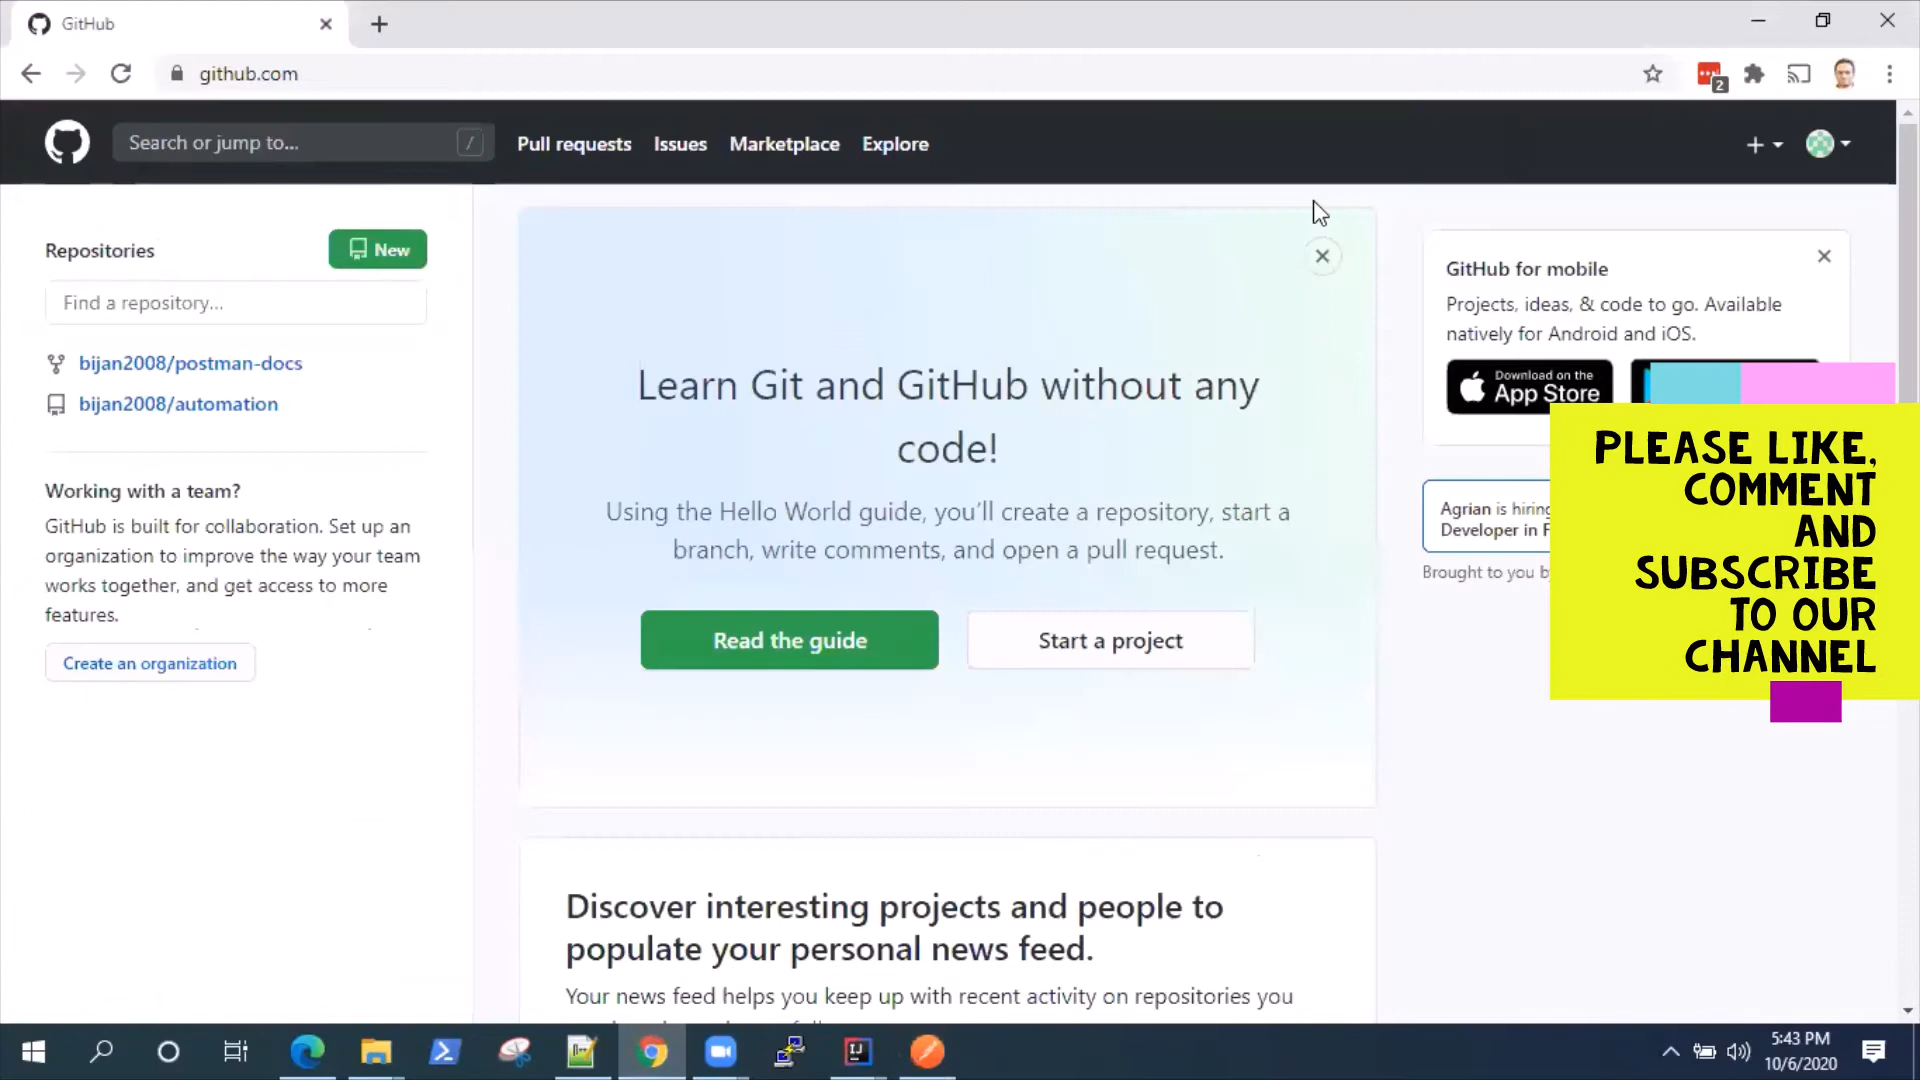 GitHub
github.com
2
Search or jump to...
/
Pull requests
Issues
Marketplace
Explore
Repositories
New
Find a repository...
bijan2008/postman-docs
bijan2008/automation
Working with a team?
GitHub is built for collaboration. Set up an
organization to improve the way your team
works together, and get access to more
features.
Create an organization
Learn Git and GitHub without any
code!
Using the Hello World guide, you’ll create a repository, start a
branch, write comments, and open a pull request.
Read the guide
Start a project
Discover interesting projects and people to
populate your personal news feed.
Your news feed helps you keep up with recent activity on repositories you
GitHub for mobile
Projects, ideas, & code to go. Available
natively for Android and iOS.
Download on the
App Store
Agrian is hiring
Developer in
Brought to you
PLEASE LIKE,
COMMENT
AND
SUBSCRIBE
TO OUR
CHANNEL
5:43 PM
10/6/2020